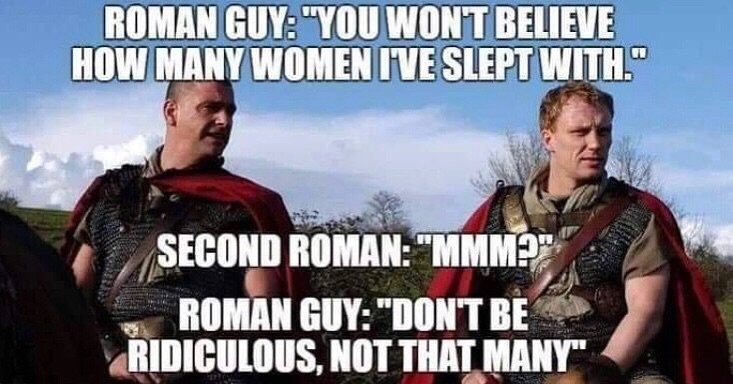 ROMAN GUY: "YOU WON'T BELIEVE
HOW MANY WOMEN I'VE SLEPT WITH."
SECOND ROMAN: "MMM?"
ROMAN GUY: "DON'T BE
RIDICULOUS, NOT THAT MANY"